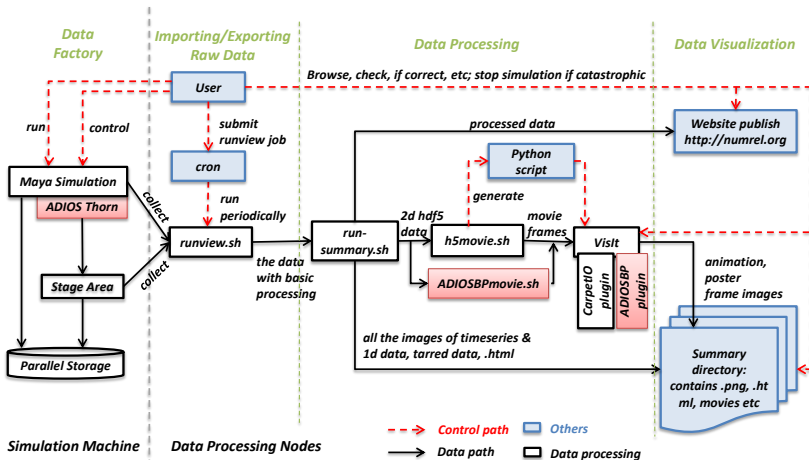 Data
Factory
Importing/Exporting
Raw Data
Data Processing
Data Visualization
User
Browse, check, if correct, etc; stop simulation if catastrophic
run
control
submit
runview job
processed data
Website publish
http://numrel.org
Maya Simulation
ADIOS Thorn
cron
Python
script
generate
collect
run
periodically
2d hdf5
data
movie
frames
runview.sh
run-
summary.sh
h5movie.sh
VisIt
the data
with basic
processing
ADIOSBPmovie.sh
CarpetIO
plugin
ADIOSBP
plugin
animation,
poster
frame images
Stage Area
collect
all the images of timeseries &
1d data, tarred data, .html
Parallel Storage
Summary
directory:
contains .png, .ht
ml, movies etc
Simulation Machine
Data Processing Nodes
Control path
Others
Data path
Data processing